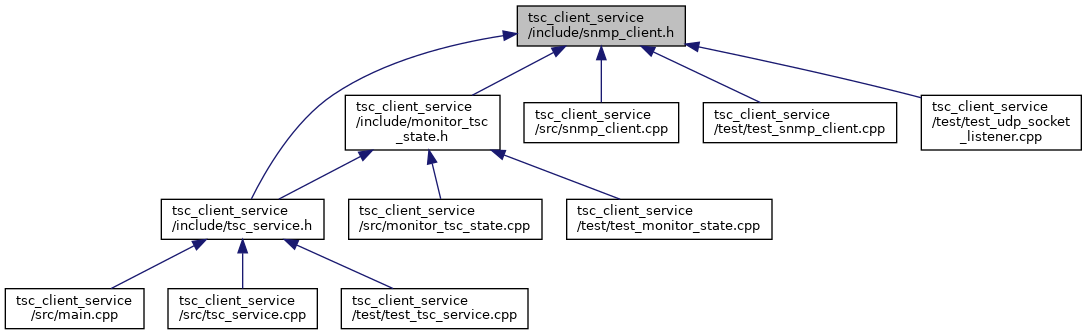 tsc_client_service
/include/snmp_client.h
tsc_client_service
/include/monitor_tsc
_state.h
tsc_client_service
/src/snmp_client.cpp
tsc_client_service
/test/test_snmp_client.cpp
tsc_client_service
/test/test_udp_socket
_listener.cpp
tsc_client_service
/include/tsc_service.h
tsc_client_service
/src/monitor_tsc_state.cpp
tsc_client_service
/test/test_monitor_state.cpp
tsc_client_service
/src/main.cpp
tsc_client_service
/src/tsc_service.cpp
tsc_client_service
/test/test_tsc_service.cpp